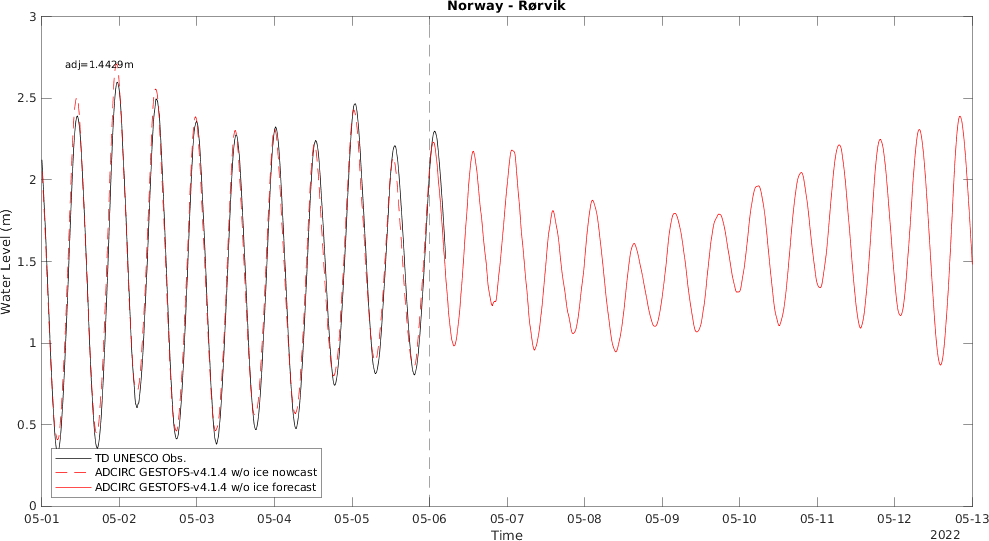 Norway - Rørvik
adj=1.4429m
3
2.5
2
1.5
1
0.5
0
Water Level (m)
TD UNESCO Obs.
ADCIRC GESTOFS-v4.1.4 w/o ice nowcast
ADCIRC GESTOFS-v4.1.4 w/o ice forecast
05-01 05-02 05-03 05-04 05-05 05-06 05-07 05-08 05-09 05-10 05-11 05-12 05-13
Time
2022